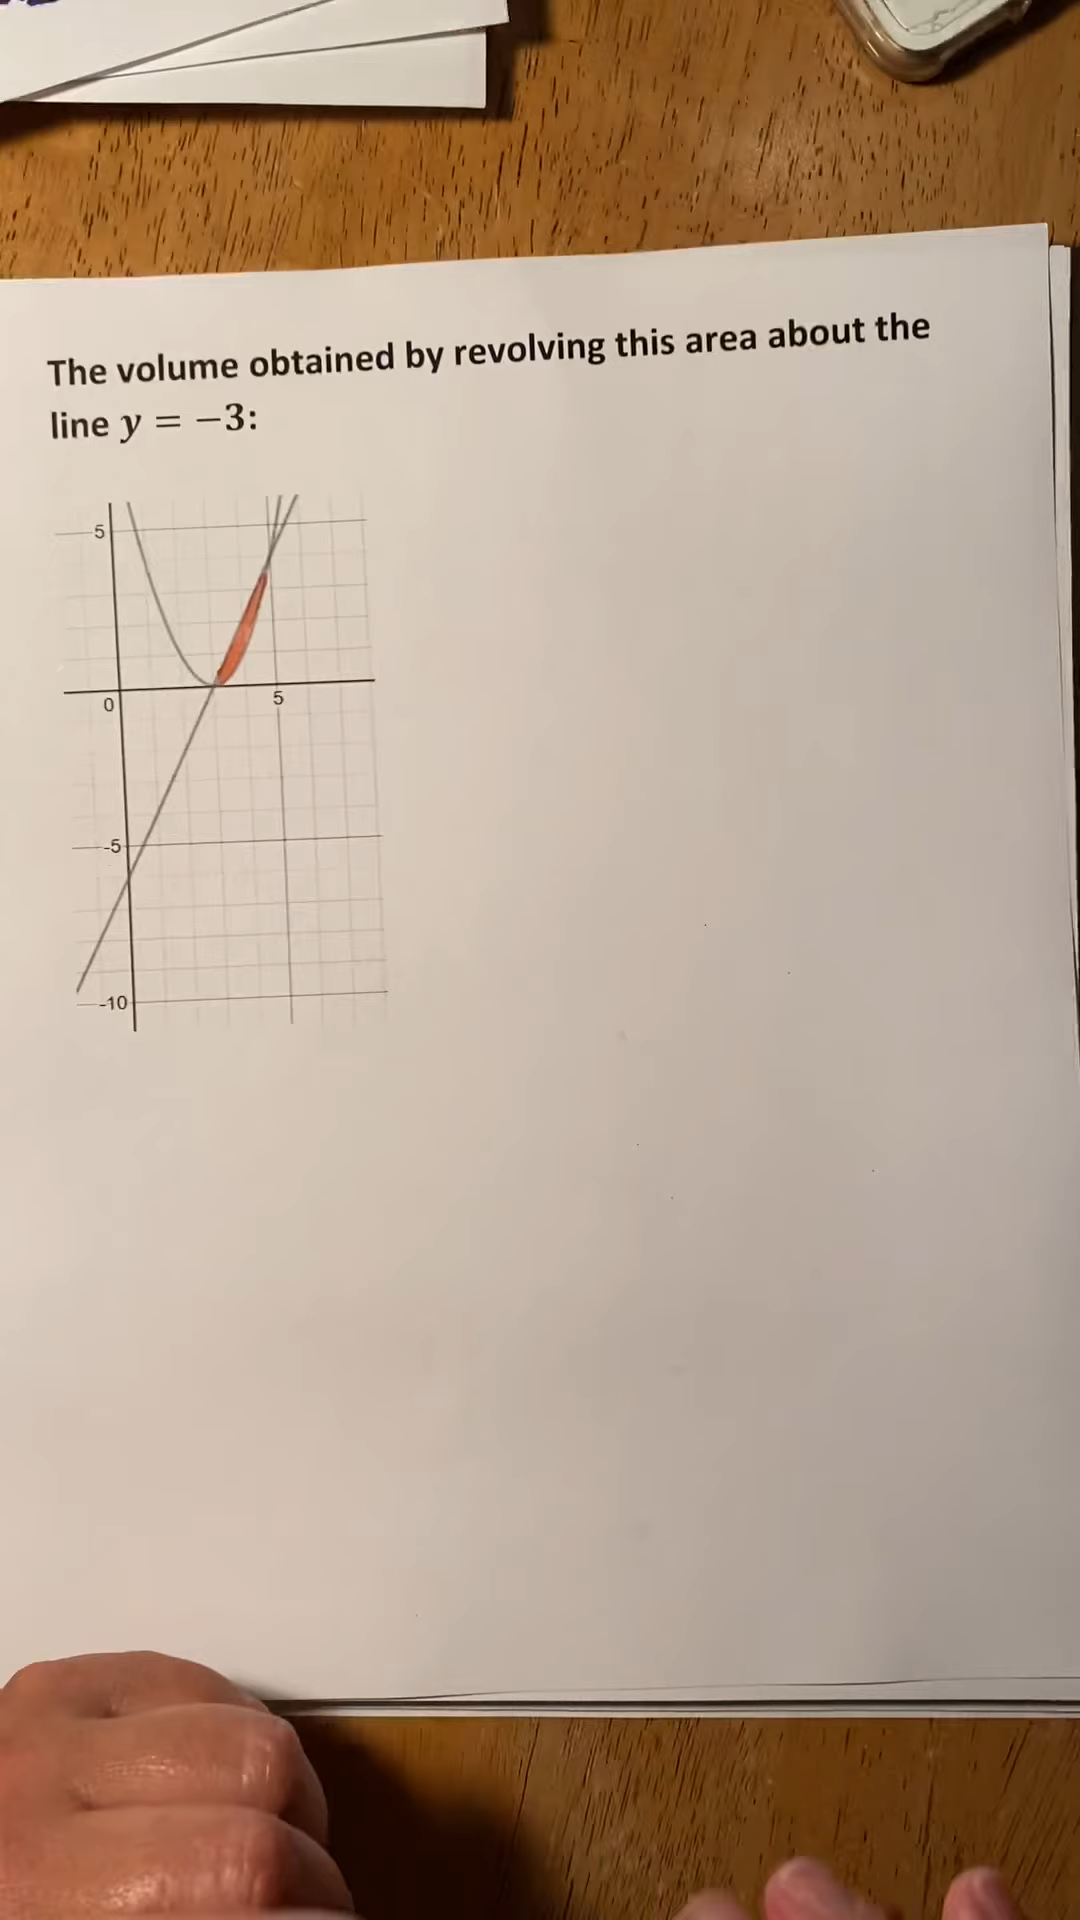 The volume obtained by revolving this area about the
line y = −3:
5
0
5
-5
-10